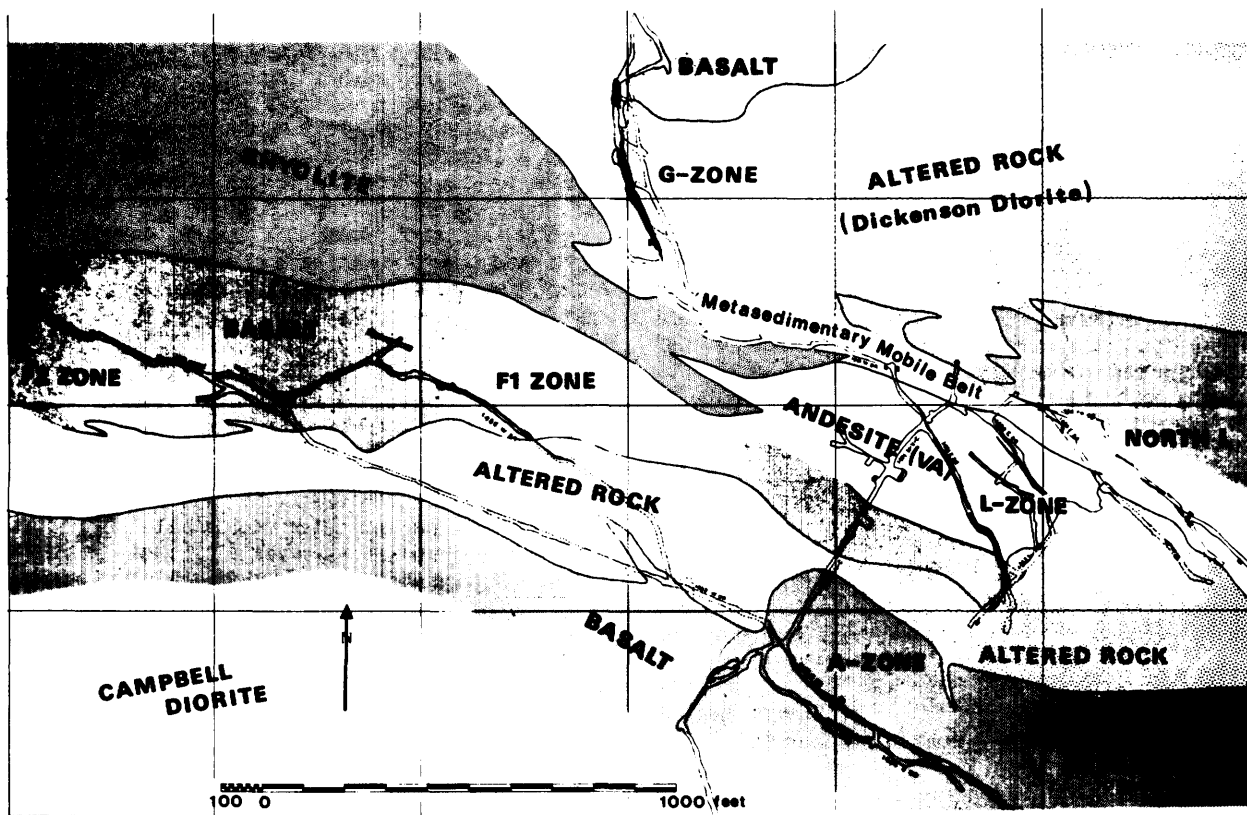 BASALT
G-ZONE
ALTERED ROCK
(Dickenson Diorite)
Metasedimentary Mobile Belt
F1 ZONE
ZONE
ANDESITE (VA)
NORTH L
ALTERED ROCK
L-ZONE
BASALT
A-ZONE
ALTERED ROCK
N
CAMPBELL
DIORITE
100 0 1000 feet